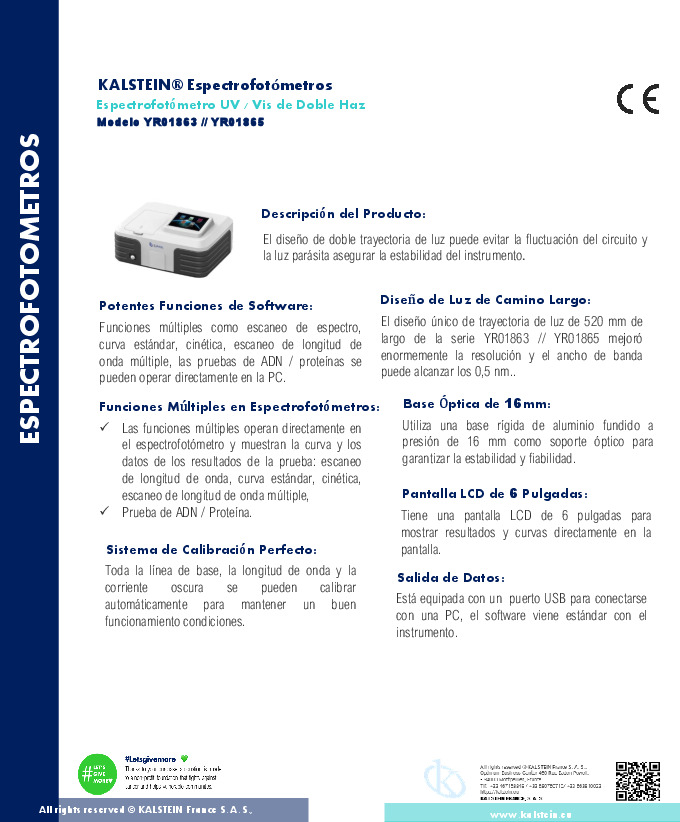 ESPECTROFOTOMETROS
KALSTEIN® Espectrofotómetros
Espectrofotómetro UV / Vis de Doble Haz
Modelo YR01863 // YR01865
CE
Descripción del Producto:
El diseño de doble trayectoria de luz puede evitar la fluctuación del circuito y
la luz parásita asegurar la estabilidad del instrumento.
Potentes Funciones de Software:
Funciones múltiples como escaneo de espectro,
curva estándar, cinética, escaneo de longitud de
onda múltiple, las pruebas de ADN / proteínas se
pueden operar directamente en la PC.
Funciones Múltiples en Espectrofotómetros:
✓ Las funciones múltiples operan directamente en
el espectrofotómetro y muestran la curva y los
datos de los resultados de la prueba: escaneo
de longitud de onda, curva estándar, cinética,
escaneo de longitud de onda múltiple,
✓ Prueba de ADN / Proteína.
Sistema de Calibración Perfecto:
Toda la línea de base, la longitud de onda y la
corriente oscura se pueden calibrar
automáticamente para mantener un buen
funcionamiento condiciones.
Diseño de Luz de Camino Largo:
El diseño único de trayectoria de luz de 520 mm de
largo de la serie YR01863 // YR01865 mejoró
enormemente la resolución y el ancho de banda
puede alcanzar los 0,5 nm..
Base Óptica de 16mm:
Utiliza una base rígida de aluminio fundido a
presión de 16 mm como soporte óptico para
garantizar la estabilidad y fiabilidad.
Pantalla LCD de 6 Pulgadas:
Tiene una pantalla LCD de 6 pulgadas para
mostrar resultados y curvas directamente en la
pantalla.
Salida de Datos:
Está equipada con un puerto USB para conectarse
con una PC, el software viene estándar con el
instrumento.
# LET'S
GIVE
MORE
#Letsgivemore
All rights reserved ©KALSTEIN France S. A. S.,
KALSTEIN FRANCE, S. A. S
All rights reserved © KALSTEIN France S. A. S.,
www.kalstein.eu